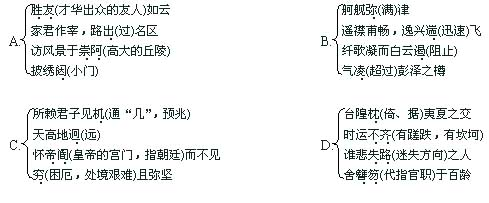 A.
胜友(才华出众的友人)如云
家君作宰，路出(过)名区
访风景于崇阿(高大的丘陵)
披绣闼(小门)
B.
舸舰弥(满)津
遥襟甫畅，逸兴遄(迅速)飞
纤歌凝而白云遏(阻止)
气凌(超过)彭泽之樽
C.
所赖君子见机(通“几”，预兆)
天高地迥(远)
怀帝阍(皇帝的宫门，指朝廷)而不见
穷(困厄，处境艰难)且弥坚
D.
台隍枕(倚、据)夷夏之交
时运不齐(有蹉跌，有坎坷)
谁悲失路(迷失方向)之人
舍簪笏(代指官职)于百龄